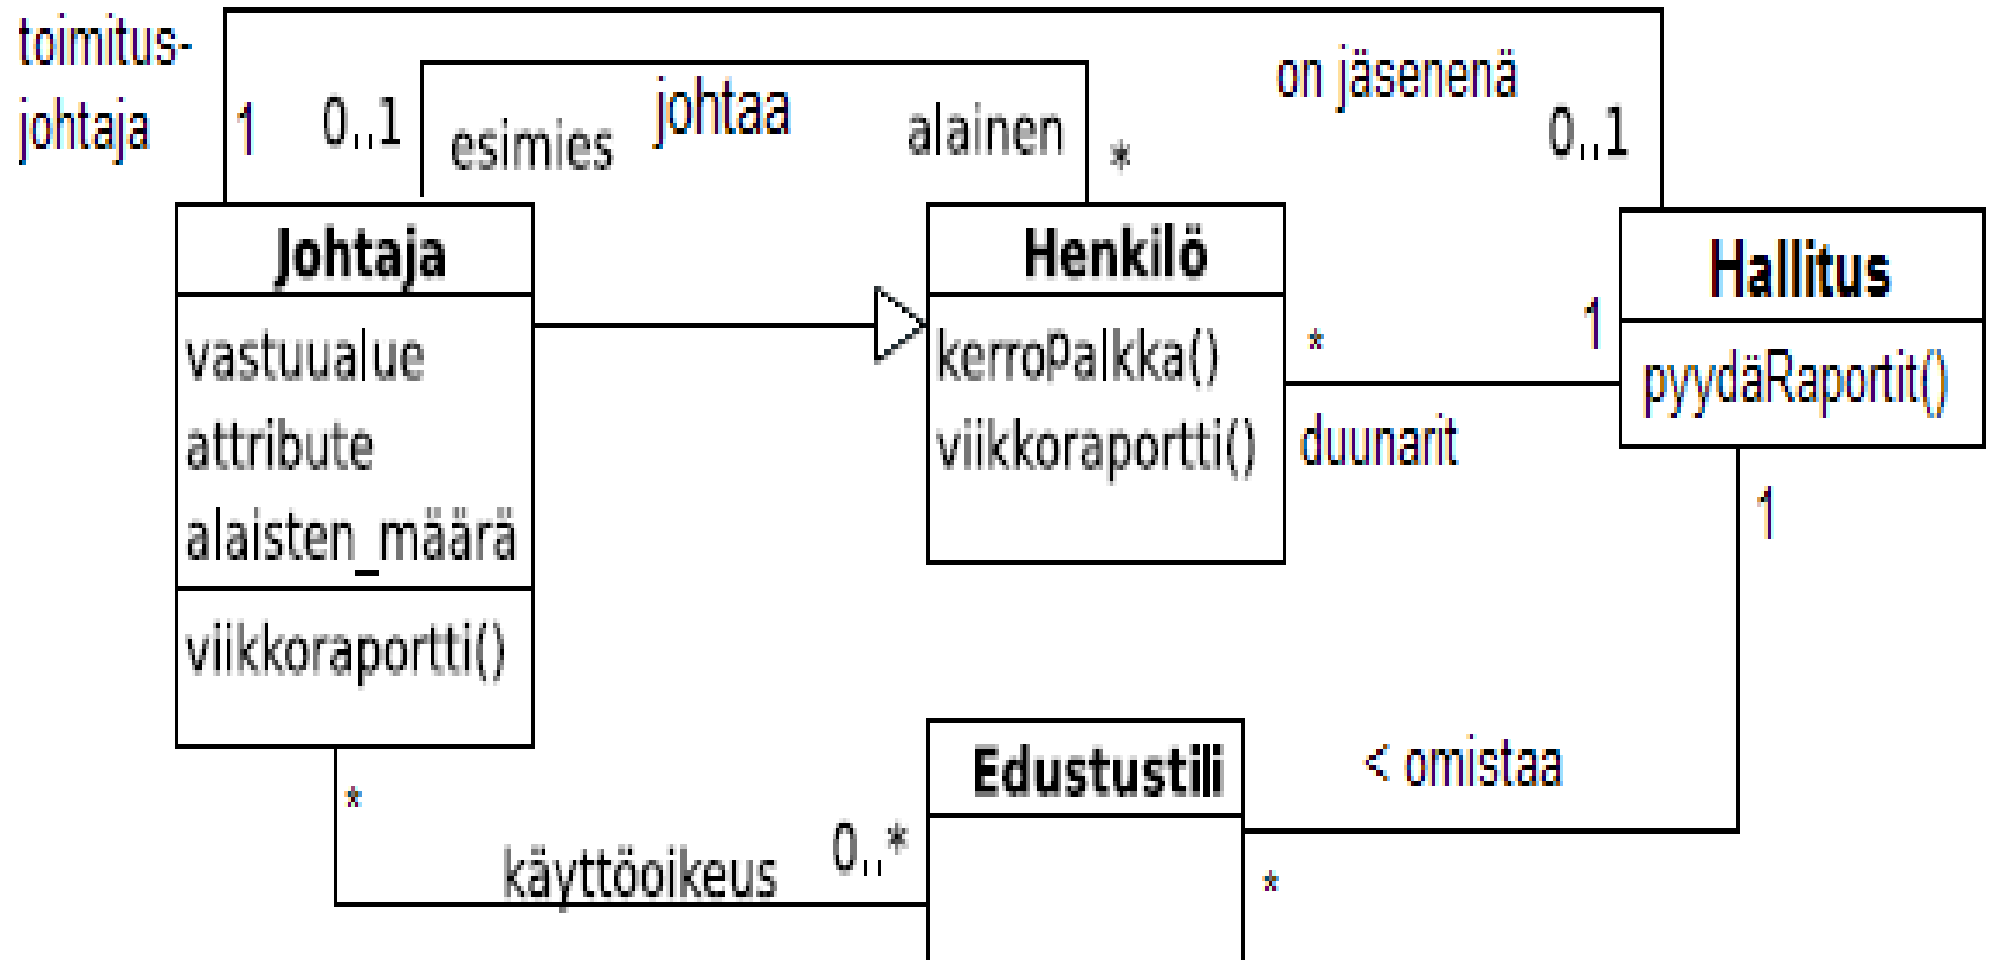 toimitus-
johtaja
1
0..1
esimies
johtaa
alainen
*
on jäsenenä
0..1
Johtaja
vastuualue
attribute
alaisten_määrä
viikkoraportti()
Henkilö
kerroPalkka()
viikkoraportti()
*
duunarit
1
Hallitus
pyydäRaportit()
1
< omistaa
*
Edustustili
*
käyttöoikeus
0..*